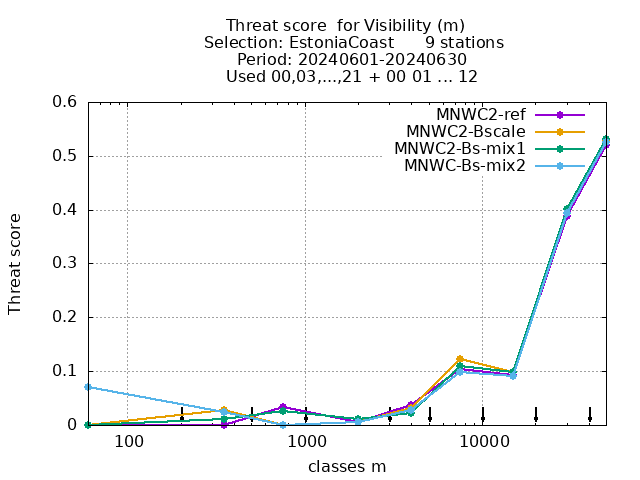 Threat score  for Visibility (m)
Selection: EstoniaCoast      9 stations
Period: 20240601-20240630
Used 00,03,...,21 + 00 01 ... 12
MNWC2-ref
MNWC2-Bscale
MNWC2-Bs-mix1
MNWC-Bs-mix2
Threat score
0.6
0.5
0.4
0.3
0.2
0.1
0
100 1000 10000
classes m